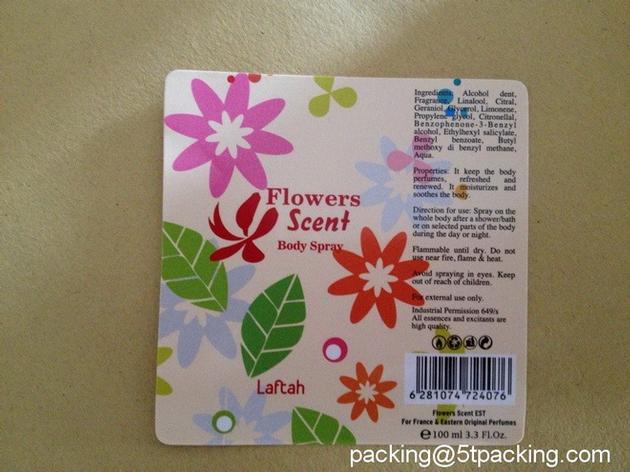 Flowers
Scent
Body Spray
Laftah
Ingredients: Alcohol dent,
Fragrance, Linalool, Citral,
Geraniol, Glycerol, Limonene,
Propylene glycol, Citronellal,
Benzophenone-3-Benzyl
alcohol, Ethylhexyl salicylate,
Benzyl benzoate, Butyl
methoxy di benzyl methane,
Aqua.
Properties: It keep the body
perfumes, refreshed and
renewed. It moisturizes and
soothes the body.
Direction for use: Spray on the
whole body after a shower/bath
or on selected parts of the body
during the day or night.
Flammable until dry. Do not
use near fire, flame & heat.
Avoid spraying in eyes. Keep
out of reach of children.
For external use only.
Industrial Permission 649/s
All essences and excitants are
high quality.
6 281074 724076
Flowers Scent EST
For France & Eastern Original Perfumes
℮ 100 ml 3.3 Fl.Oz.
packing@5tpacking.com